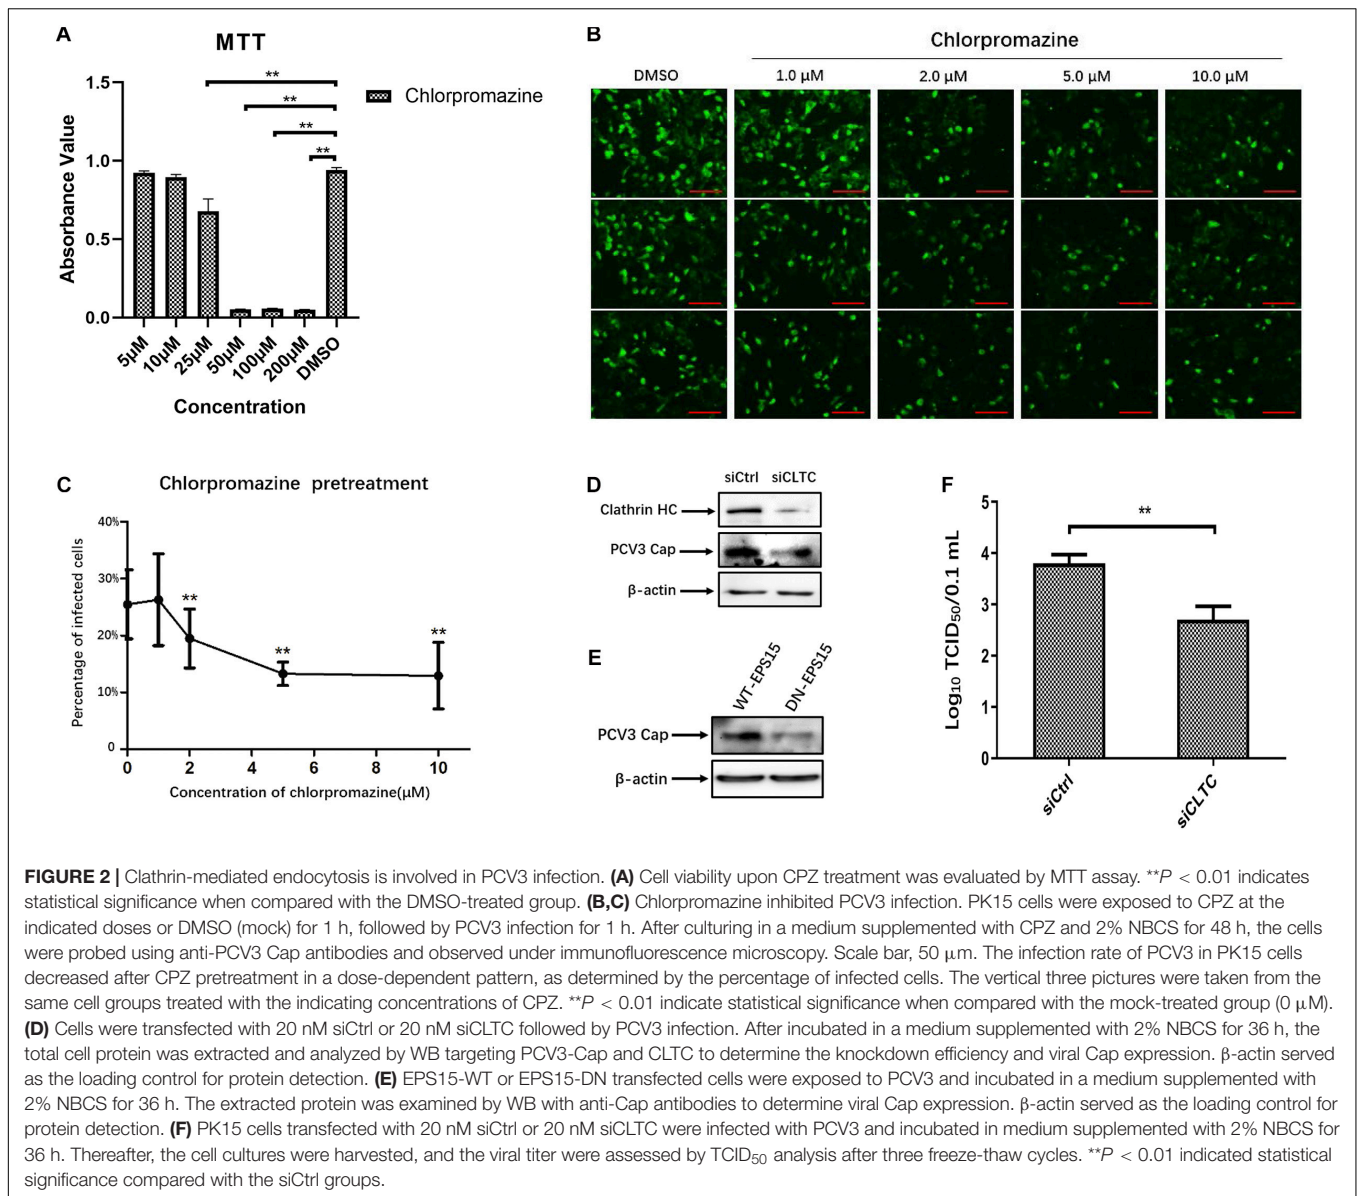 A
MTT
**
**
**
**
Chlorpromazine
1.5
1.0
0.5
0.0
Absorbance Value
5μM
10μM
25μM
50μM
100μM
200μM
DMSO
Concentration
B
Chlorpromazine
DMSO
1.0 μM
2.0 μM
5.0 μM
10.0 μM
C
Chlorpromazine pretreatment
40%
30%
20%
10%
0
Percentage of infected cells
**
**
**
0
2
4
6
8
10
Concentration of chlorpromazine(μM)
D
siCtrl siCLTC
Clathrin HC
PCV3 Cap
β-actin
E
WT-EPS15
DN-EPS15
PCV3 Cap
β-actin
F
**
5
4
3
2
1
0
Log₁₀ TCID₅₀/0.1 mL
siCtrl
siCLTC
FIGURE 2 | Clathrin-mediated endocytosis is involved in PCV3 infection. (A) Cell viability upon CPZ treatment was evaluated by MTT assay. **P < 0.01 indicates
statistical significance when compared with the DMSO-treated group. (B,C) Chlorpromazine inhibited PCV3 infection. PK15 cells were exposed to CPZ at the
indicated doses or DMSO (mock) for 1 h, followed by PCV3 infection for 1 h. After culturing in a medium supplemented with CPZ and 2% NBCS for 48 h, the cells
were probed using anti-PCV3 Cap antibodies and observed under immunofluorescence microscopy. Scale bar, 50 μm. The infection rate of PCV3 in PK15 cells
decreased after CPZ pretreatment in a dose-dependent pattern, as determined by the percentage of infected cells. The vertical three pictures were taken from the
same cell groups treated with the indicating concentrations of CPZ. **P < 0.01 indicate statistical significance when compared with the mock-treated group (0 μM).
(D) Cells were transfected with 20 nM siCtrl or 20 nM siCLTC followed by PCV3 infection. After incubated in a medium supplemented with 2% NBCS for 36 h, the
total cell protein was extracted and analyzed by WB targeting PCV3-Cap and CLTC to determine the knockdown efficiency and viral Cap expression. β-actin served
as the loading control for protein detection. (E) EPS15-WT or EPS15-DN transfected cells were exposed to PCV3 and incubated in a medium supplemented with
2% NBCS for 36 h. The extracted protein was examined by WB with anti-Cap antibodies to determine viral Cap expression. β-actin served as the loading control for
protein detection. (F) PK15 cells transfected with 20 nM siCtrl or 20 nM siCLTC were infected with PCV3 and incubated in medium supplemented with 2% NBCS for
36 h. Thereafter, the cell cultures were harvested, and the viral titer were assessed by TCID₅₀ analysis after three freeze-thaw cycles. **P < 0.01 indicated statistical
significance compared with the siCtrl groups.